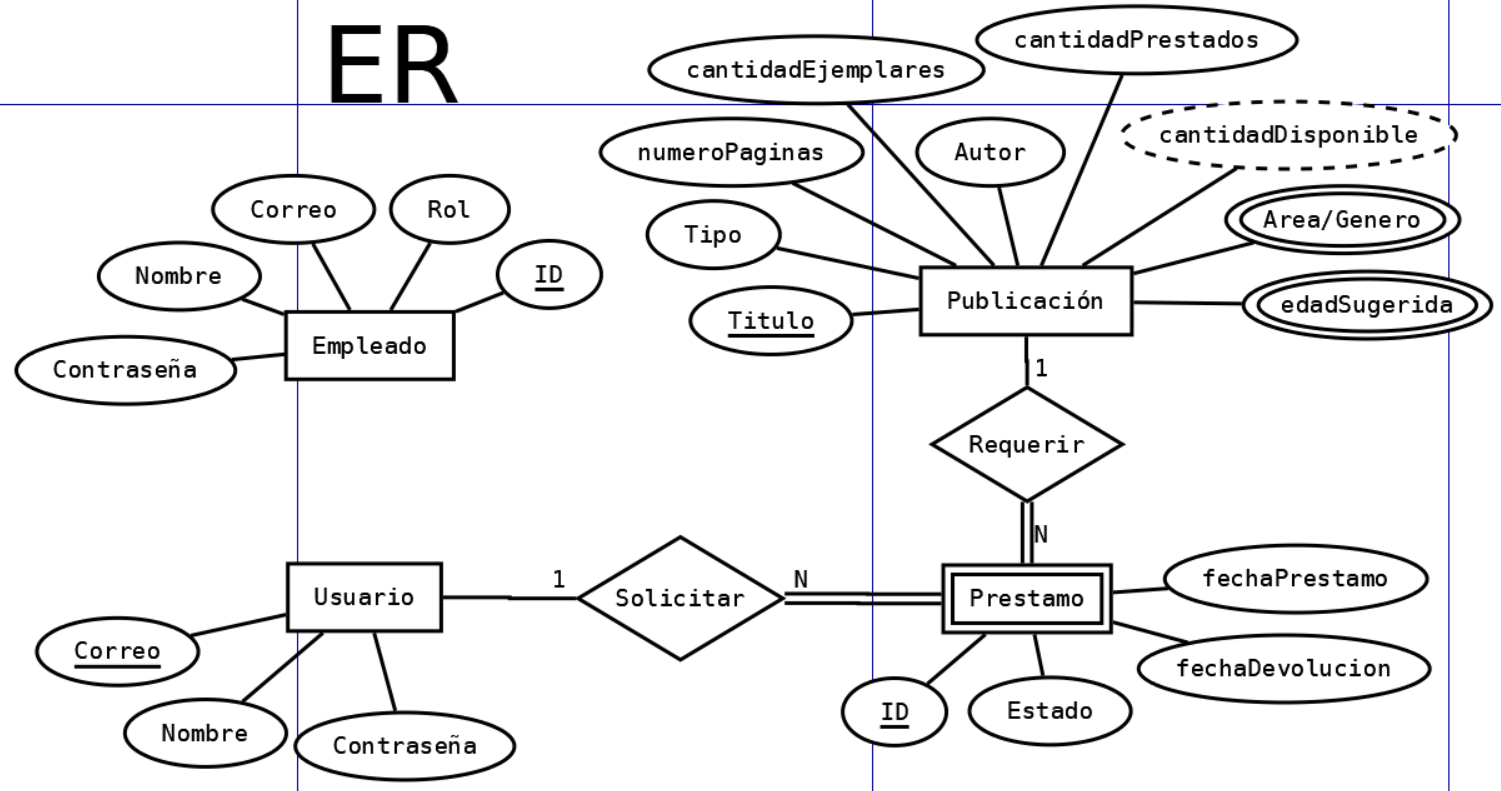 ER
cantidadPrestados
cantidadEjemplares
cantidadDisponible
numeroPaginas
Autor
Correo
Rol
Area/Genero
Tipo
Nombre
ID
Publicación
edadSugerida
Titulo
Empleado
Contraseña
1
Requerir
N
fechaPrestamo
1
N
Usuario
Solicitar
Prestamo
Correo
fechaDevolucion
ID
Estado
Nombre
Contraseña